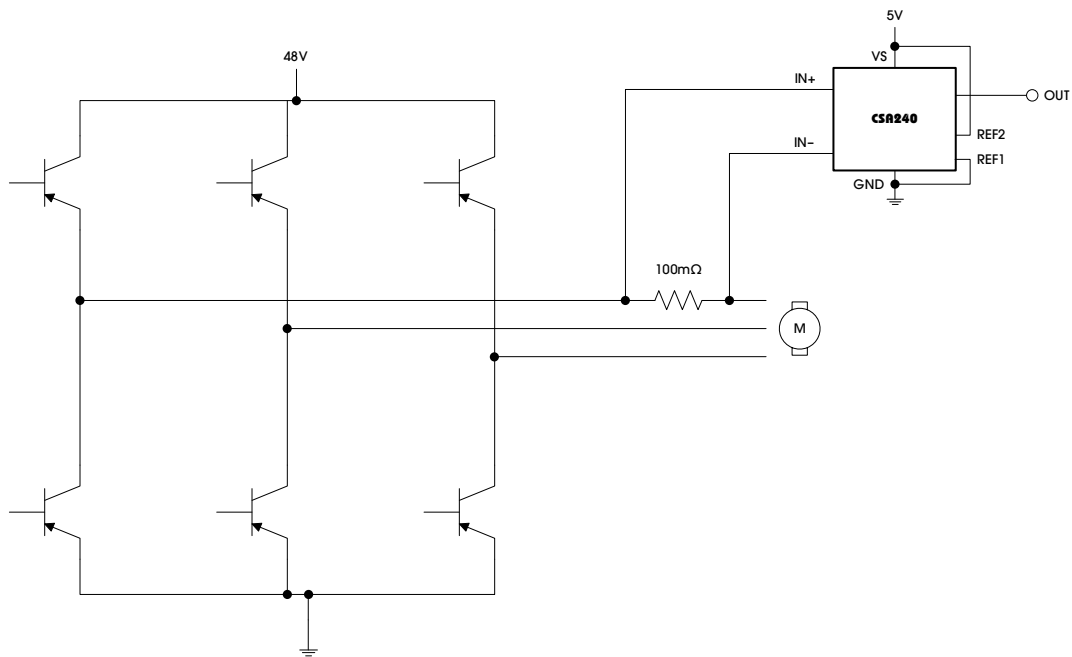 5V
48V
VS
IN+
CSA240
OUT
REF2
IN−
REF1
GND
100mΩ
M